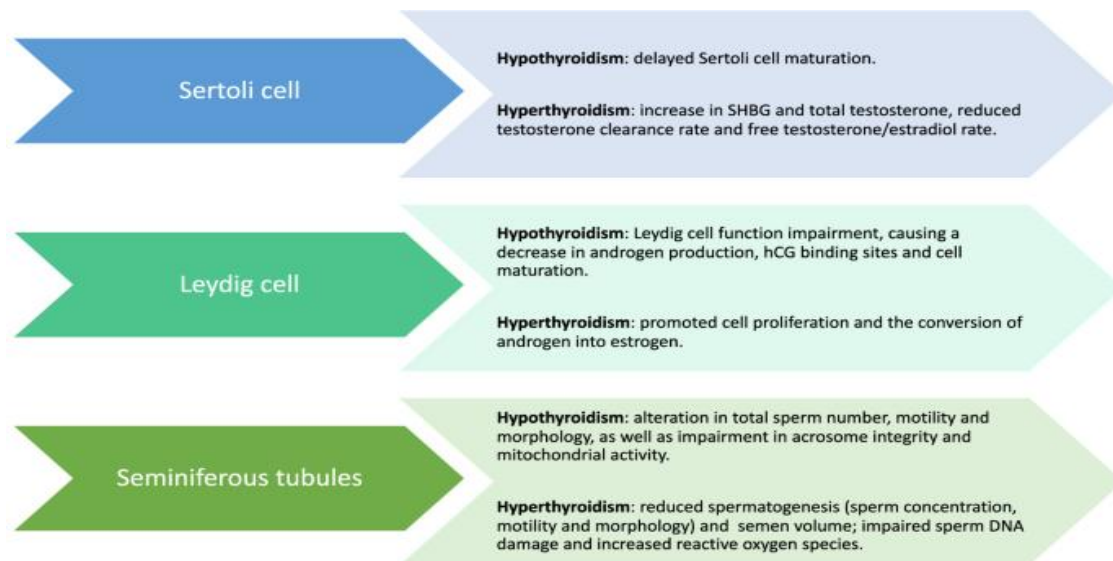 Sertoli cell
Hypothyroidism: delayed Sertoli cell maturation.
Hyperthyroidism: increase in SHBG and total testosterone, reduced
testosterone clearance rate and free testosterone/estradiol rate.
Leydig cell
Hypothyroidism: Leydig cell function impairment, causing a
decrease in androgen production, hCG binding sites and cell
maturation.
Hyperthyroidism: promoted cell proliferation and the conversion of
androgen into estrogen.
Seminiferous tubules
Hypothyroidism: alteration in total sperm number, motility and
morphology, as well as impairment in acrosome integrity and
mitochondrial activity.
Hyperthyroidism: reduced spermatogenesis (sperm concentration,
motility and morphology) and semen volume; impaired sperm DNA
damage and increased reactive oxygen species.